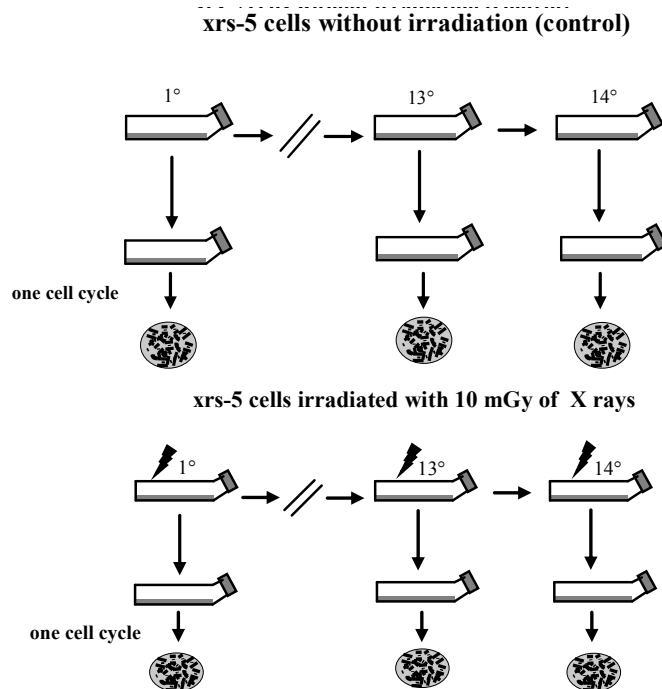 xrs-5 cells without irradiation (control)
1° 13° 14°
one cell cycle
xrs-5 cells irradiated with 10 mGy of X rays
1° 13° 14°
one cell cycle